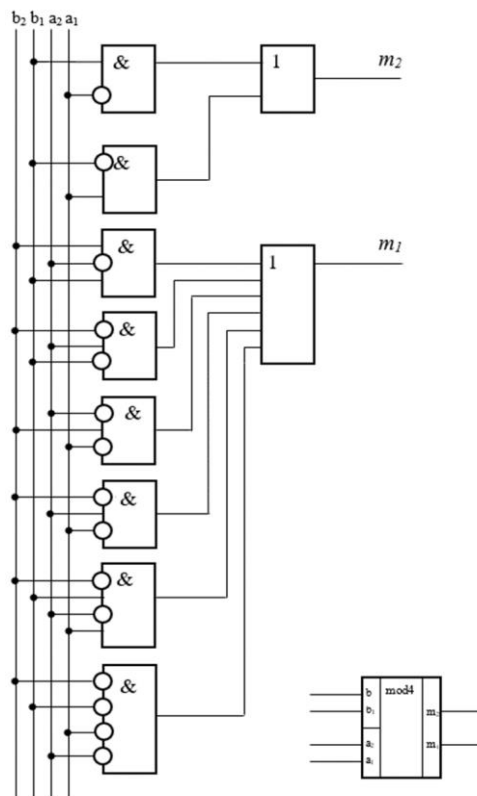 b₂ b₁ a₂ a₁
& 1 m₂
&
& 1 m₁
&
&
&
&
&
mod4
b
b₁ m₂
a₂ m₁
a₁